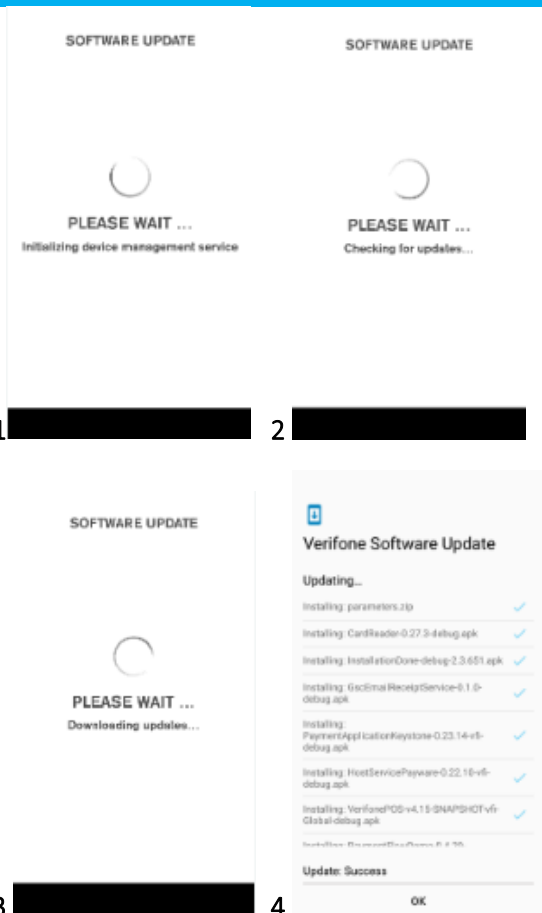 SOFTWARE UPDATE
PLEASE WAIT ...
Initializing device management service
1
SOFTWARE UPDATE
PLEASE WAIT ...
Checking for updates...
2
SOFTWARE UPDATE
PLEASE WAIT ...
Downloading updates...
3
Verifone Software Update
Updating...
Installing: parameters.zip
Installing: CardReader-0.27.3-debug.apk
Installing: InstallationDone-debug-2.3.651.apk
Installing: GscEmailReceiptService-0.1.0-
debug.apk
Installing:
PaymentApplicationKeystone-0.23.14-vfi-
debug.apk
Installing: HostServicePayware-0.22.10-vfi-
debug.apk
Installing: VerifonePOS-v4.15-SNAPSHOT-vfi-
Global-debug.apk
Update: Success
OK
4